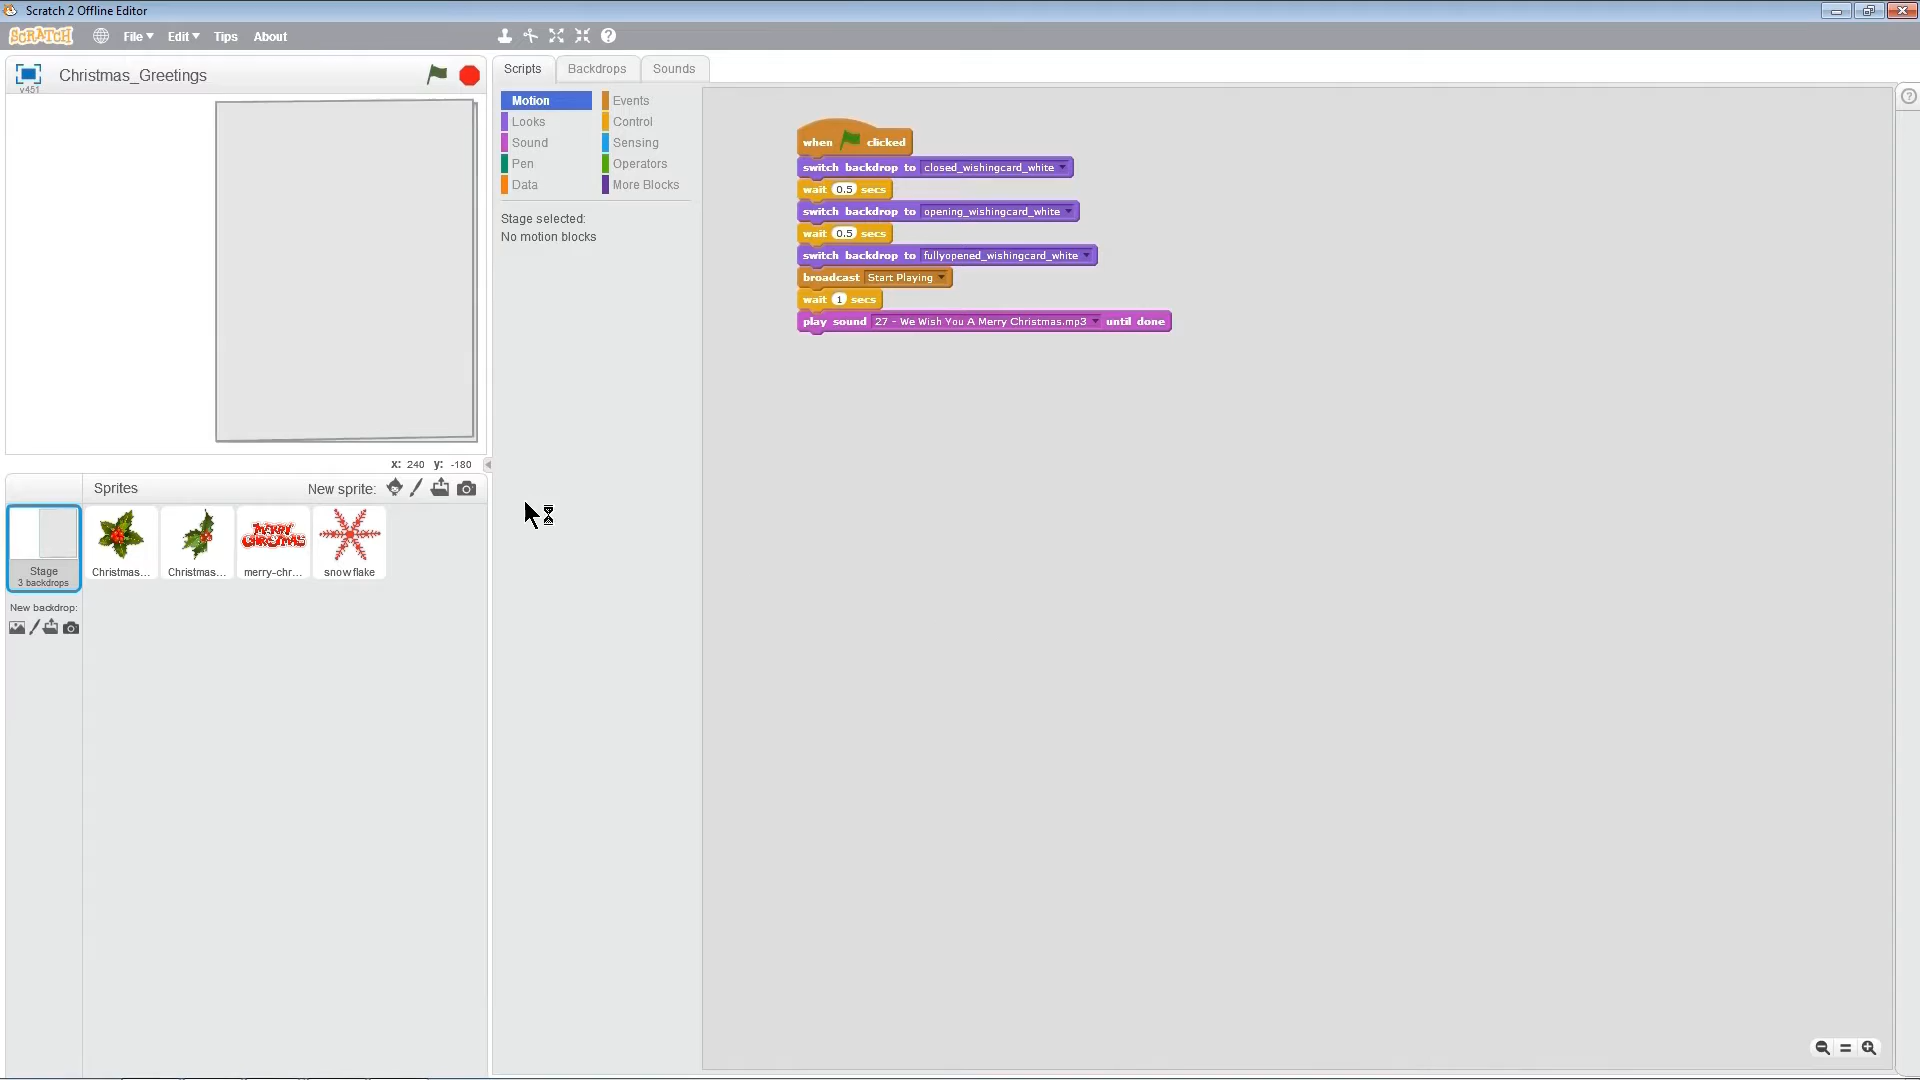 Scratch 2 Offline Editor
SCRATCH File Edit Tips About
v451 Christmas_Greetings
Scripts Backdrops Sounds
Motion Events
Looks Control
Sound Sensing
Pen Operators
Data More Blocks
Stage selected:
No motion blocks
when clicked
switch backdrop to closed_wishingcard_white
wait 0.5 secs
switch backdrop to opening_wishingcard_white
wait 0.5 secs
switch backdrop to fullyopened_wishingcard_white
broadcast Start Playing
wait 1 secs
play sound 27 - We Wish You A Merry Christmas.mp3 until done
x: 240 y: -180
Sprites New sprite:
MERRY
CHRISTMAS
Stage
3 backdrops
Christmas... Christmas... merry-chr... snowflake
New backdrop: